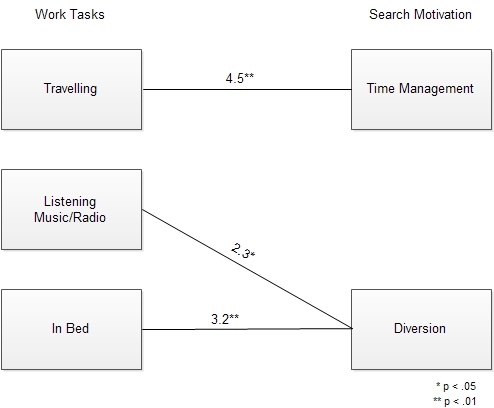 Work Tasks
Search Motivation
Travelling
4.5**
Time Management
Listening
Music/Radio
2.3*
In Bed
3.2**
Diversion
* p < .05
** p < .01